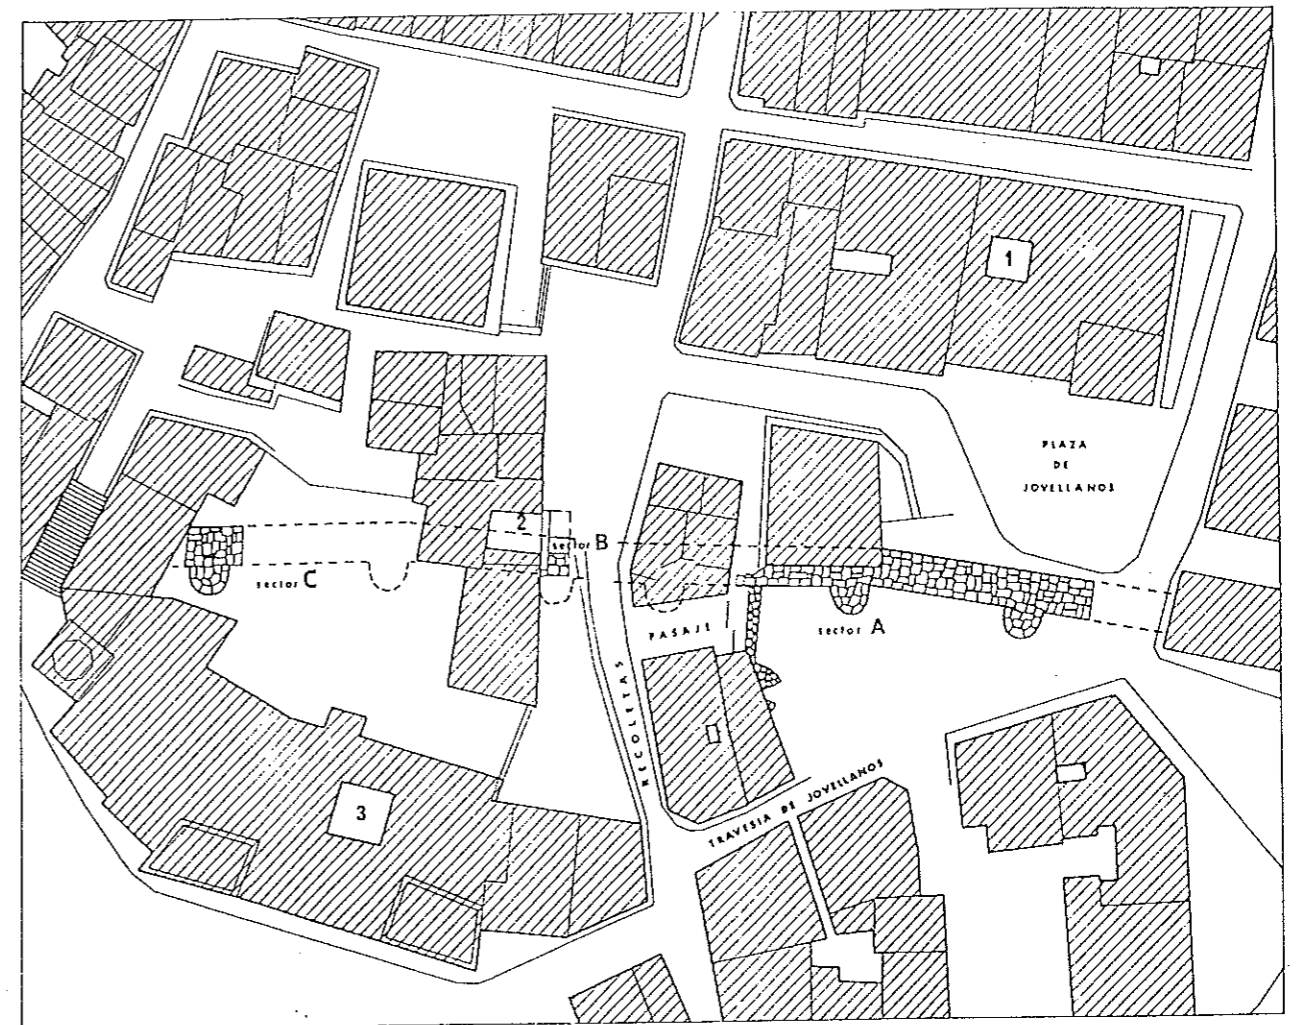 1
PLAZA
DE
JOVELLANOS
2
sector B
sector C
PASAJE
sector A
RECOLETAS
TRAVESIA DE JOVELLANOS
3